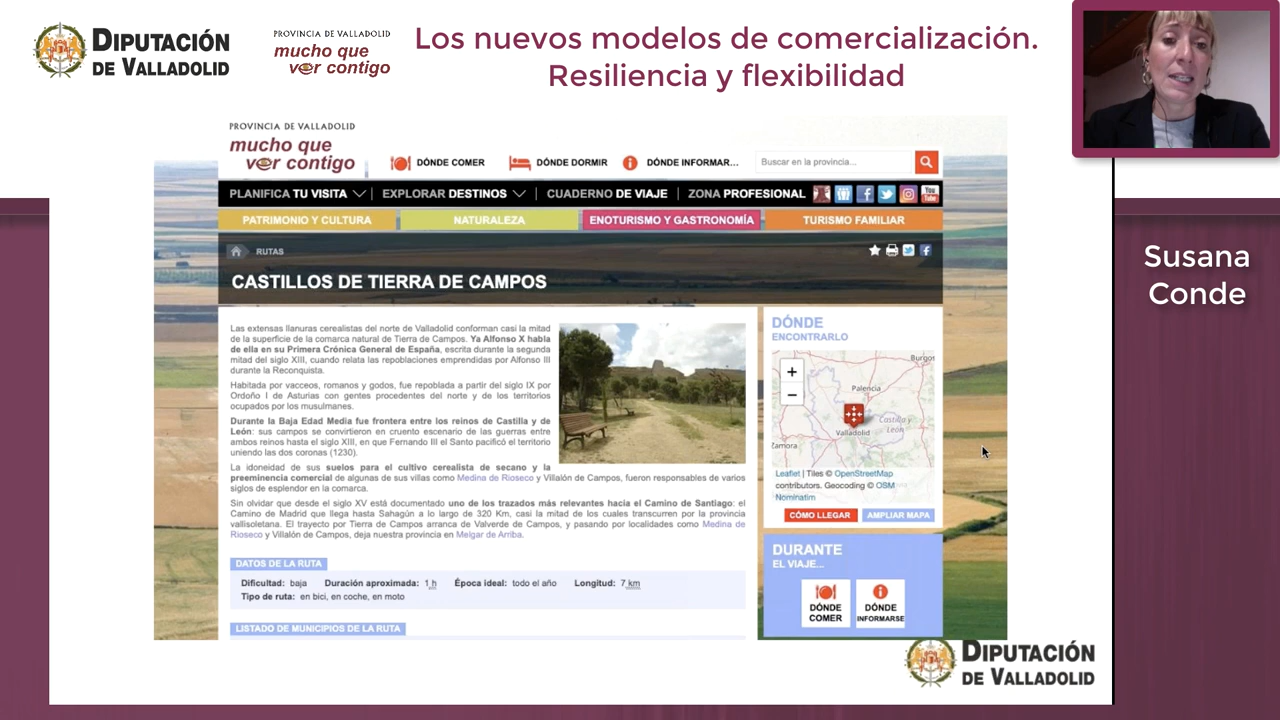 DIPUTACIÓN
DE VALLADOLID
PROVINCIA DE VALLADOLID
mucho que
ver contigo
Los nuevos modelos de comercialización.
Resiliencia y flexibilidad
PROVINCIA DE VALLADOLID
mucho que
ver contigo
DÓNDE COMER
DÓNDE DORMIR
DÓNDE INFORMAR...
Buscar en la provincia...
PLANIFICA TU VISITA
EXPLORAR DESTINOS
CUADERNO DE VIAJE
ZONA PROFESIONAL
You
Tube
PATRIMONIO Y CULTURA
NATURALEZA
ENOTURISMO Y GASTRONOMÍA
TURISMO FAMILIAR
RUTAS
CASTILLOS DE TIERRA DE CAMPOS
Las extensas llanuras cerealistas del norte de Valladolid conforman casi la mitad
de la superficie de la comarca natural de Tierra de Campos. Ya Alfonso X habla
de ella en su Primera Crónica General de España, escrita durante la segunda
mitad del siglo XIII, cuando relata las repoblaciones emprendidas por Alfonso III
durante la Reconquista.
Habitada por vacceos, romanos y godos, fue repoblada a partir del siglo IX por
Ordoño I de Asturias con gentes procedentes del norte y de los territorios
ocupados por los musulmanes.
Durante la Baja Edad Media fue frontera entre los reinos de Castilla y de
León: sus campos se convirtieron en cruento escenario de las guerras entre
ambos reinos hasta el siglo XIII, en que Fernando III el Santo pacificó el territorio
uniendo las dos coronas (1230).
La idoneidad de sus suelos para el cultivo cerealista de secano y la
preeminencia comercial de algunas de sus villas como Medina de Rioseco y Villalón de Campos, fueron responsables de varios
siglos de esplendor en la comarca.
Sin olvidar que desde el siglo XV está documentado uno de los trazados más relevantes hacia el Camino de Santiago: el
Camino de Madrid que llega hasta Sahagún a lo largo de 320 Km, casi la mitad de los cuales transcurren por la provincia
vallisoletana. El trayecto por Tierra de Campos arranca de Valverde de Campos, y pasando por localidades como Medina de
Rioseco y Villalón de Campos, deja nuestra provincia en Melgar de Arriba.
DATOS DE LA RUTA
Dificultad: baja
Duración aproximada: 1 h
Época ideal: todo el año
Longitud: 7 km
Tipo de ruta: en bici, en coche, en moto
LISTADO DE MUNICIPIOS DE LA RUTA
DÓNDE
ENCONTRARLO
+
−
Burgos
Palencia
Castilla y
León
Valladolid
Zamora
Leaflet | Tiles © OpenStreetMap
contributors. Geocoding © OSM
Nominatim
CÓMO LLEGAR
AMPLIAR MAPA
DURANTE
EL VIAJE...
DÓNDE
COMER
DÓNDE
INFORMARSE
DIPUTACIÓN
DE VALLADOLID
Susana
Conde